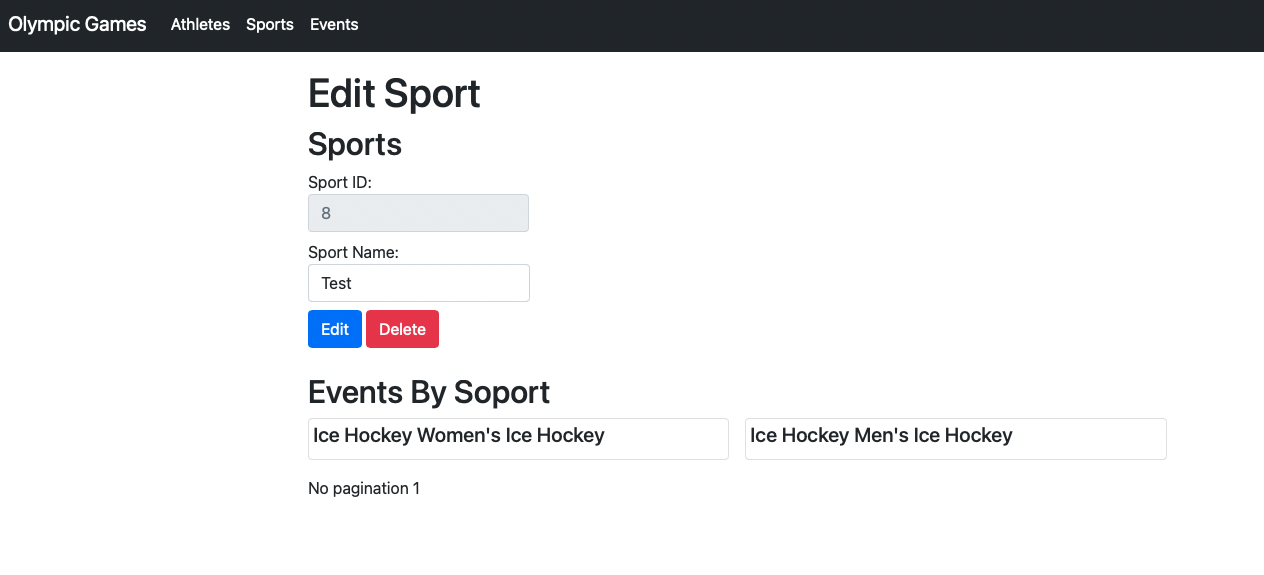 Olympic Games Athletes Sports Events
Edit Sport
Sports
Sport ID:
8
Sport Name:
Test
Edit Delete
Events By Soport
Ice Hockey Women's Ice Hockey
Ice Hockey Men's Ice Hockey
No pagination 1